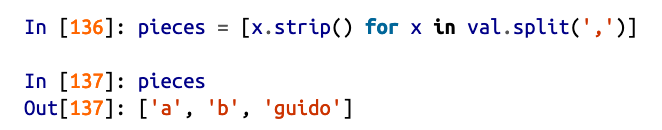 In [136]: pieces = [x.strip() for x in val.split(',')]
In [137]: pieces
Out[137]: ['a', 'b', 'guido']